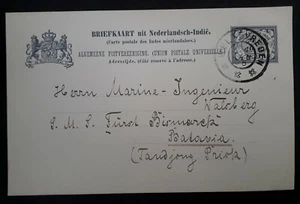 BRIEFKAART uit Nederlandsch-Indië.
(Carte postale des Indes néerlandaises.)
ALGEMEENE POSTVEREENIGING. (UNION POSTALE UNIVERSELLE.)
Adreszijde. (Côté réservé à l'adresse.)
Herrn Marine-Ingenieur
Walsberg
S. M. S. Fürst Bismarck
Batavia
(Tandjong Priok)